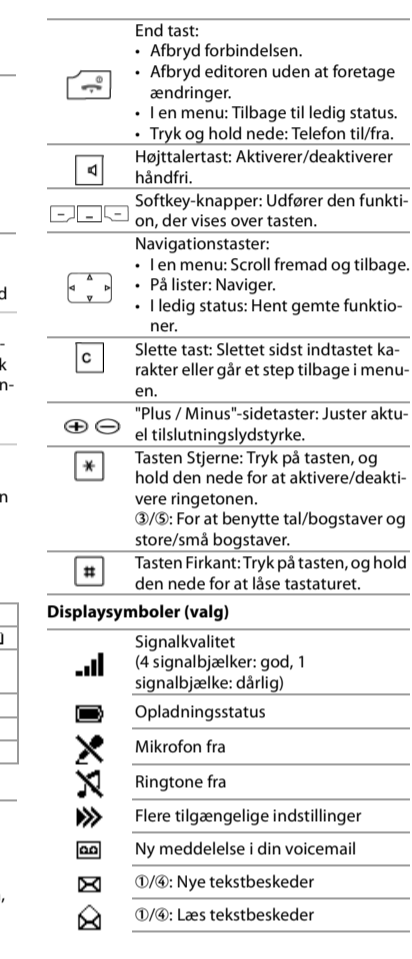 End tast:
• Afbryd forbindelsen.
• Afbryd editoren uden at foretage
ændringer.
• I en menu: Tilbage til ledig status.
• Tryk og hold nede: Telefon til/fra.
Højttalertast: Aktiverer/deaktiverer
håndfri.
Softkey-knapper: Udfører den funkti-
on, der vises over tasten.
Navigationstaster:
• I en menu: Scroll fremad og tilbage.
• På lister: Naviger.
• I ledig status: Hent gemte funktio-
ner.
C
Slette tast: Slettet sidst indtastet ka-
rakter eller går et step tilbage i menu-
en.
"Plus / Minus"-sidetaster: Juster aktu-
el tilslutningslydstyrke.
*
Tasten Stjerne: Tryk på tasten, og
hold den nede for at aktivere/deakti-
vere ringetonen.
③/⑤: For at benytte tal/bogstaver og
store/små bogstaver.
#
Tasten Firkant: Tryk på tasten, og hold
den nede for at låse tastaturet.
Displaysymboler (valg)
Signalkvalitet
(4 signalbjælker: god, 1
signalbjælke: dårlig)
Opladningsstatus
Mikrofon fra
Ringtone fra
Flere tilgængelige indstillinger
Ny meddelelse i din voicemail
①/④: Nye tekstbeskeder
①/④: Læs tekstbeskeder